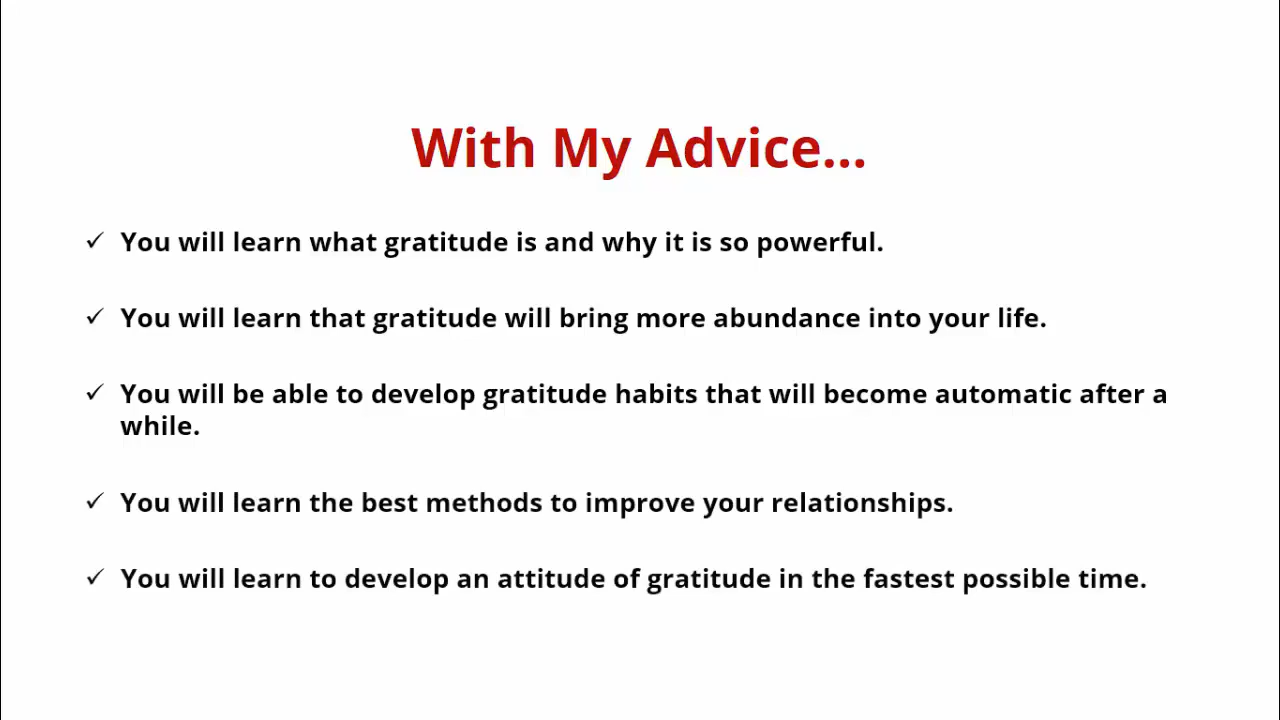 With My Advice...
✓ You will learn what gratitude is and why it is so powerful.
✓ You will learn that gratitude will bring more abundance into your life.
✓ You will be able to develop gratitude habits that will become automatic after a
while.
✓ You will learn the best methods to improve your relationships.
✓ You will learn to develop an attitude of gratitude in the fastest possible time.